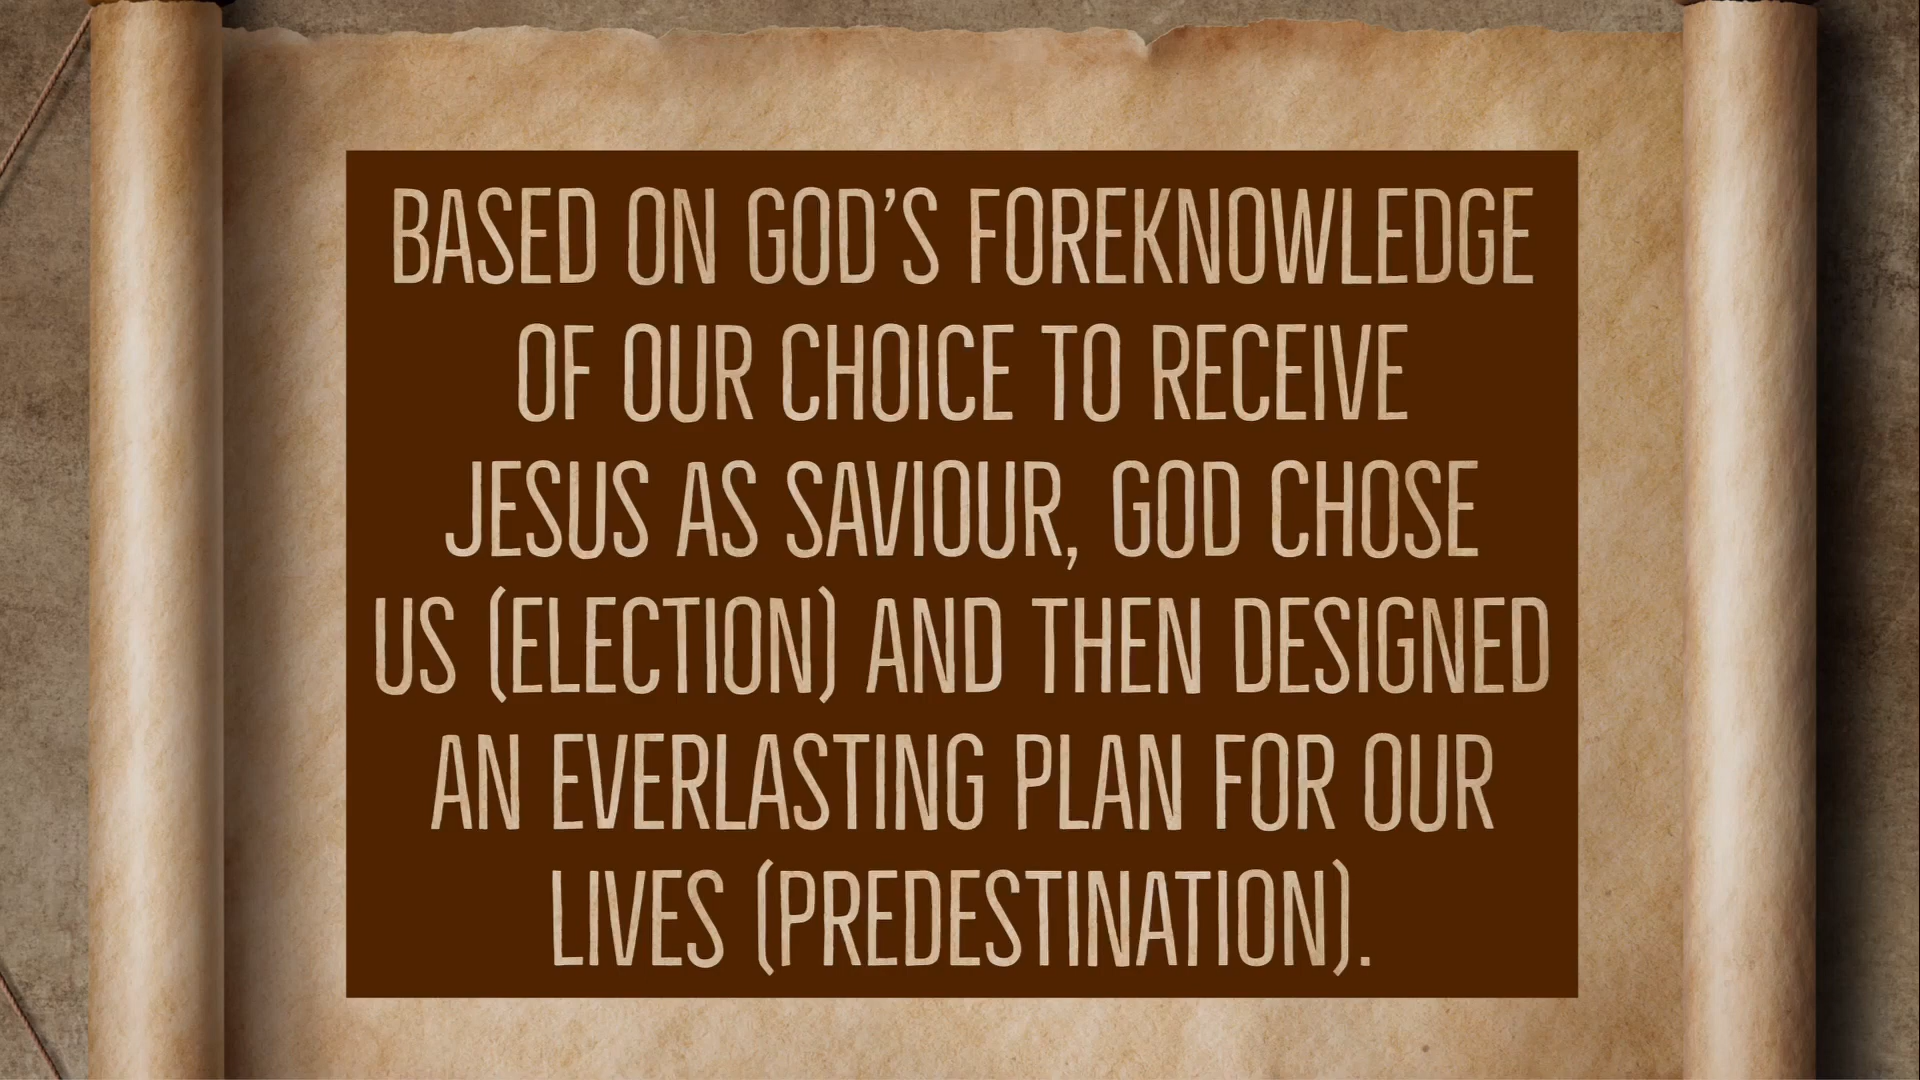 BASED ON GOD'S FOREKNOWLEDGE
OF OUR CHOICE TO RECEIVE
JESUS AS SAVIOUR, GOD CHOSE
US (ELECTION) AND THEN DESIGNED
AN EVERLASTING PLAN FOR OUR
LIVES (PREDESTINATION).